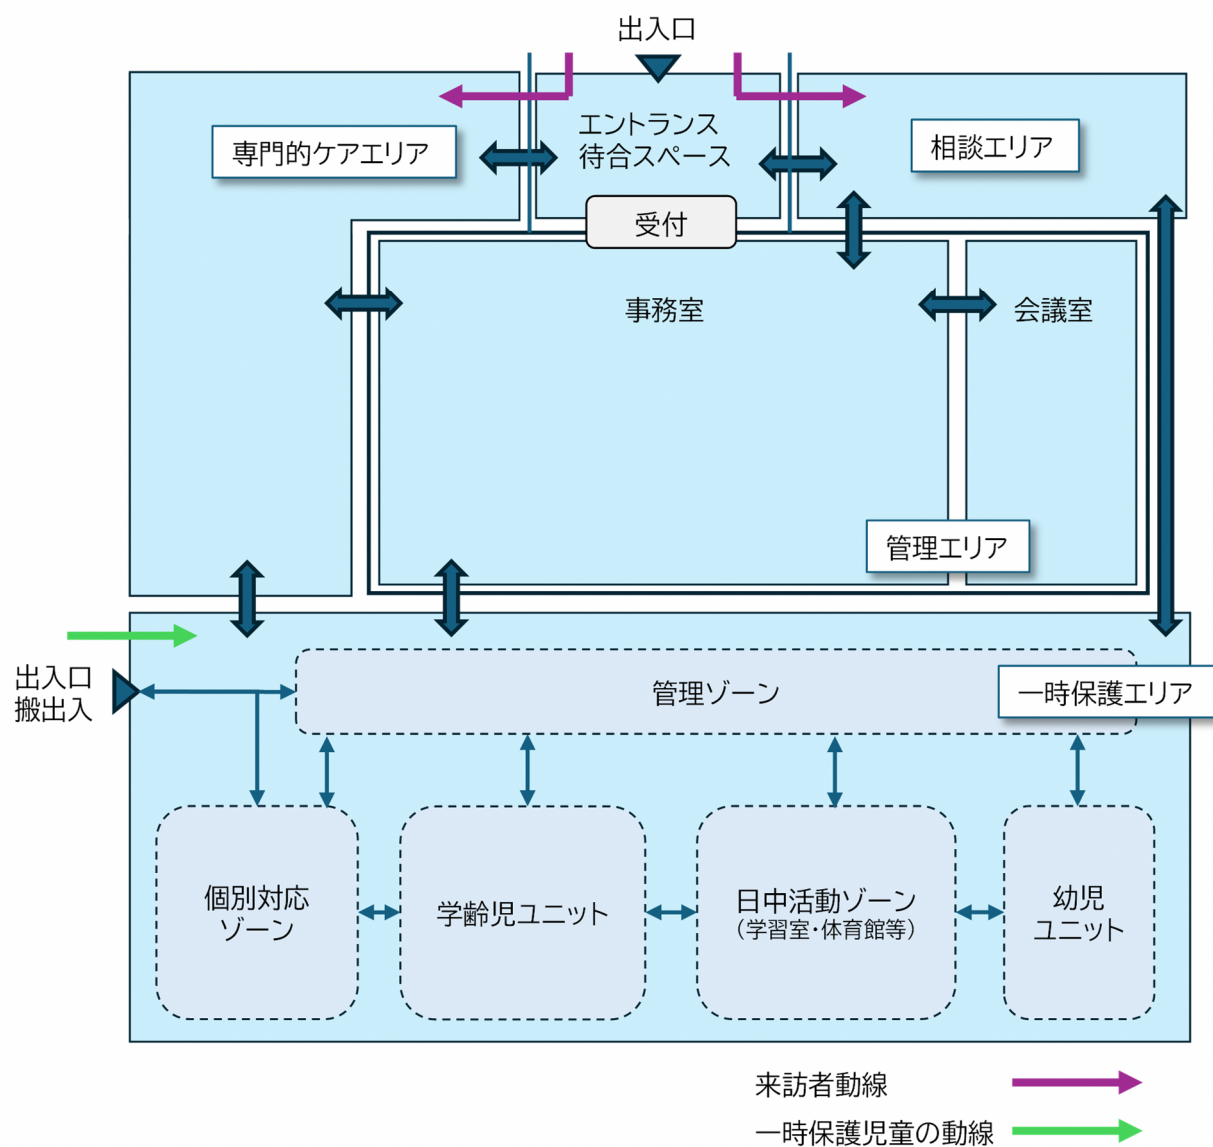 出入口
エントランス
待合スペース
専門的ケアエリア
相談エリア
受付
事務室
会議室
管理エリア
出入口
搬出入
管理ゾーン
一時保護エリア
個別対応
ゾーン
学齢児ユニット
日中活動ゾーン
（学習室・体育館等）
幼児
ユニット
来訪者動線
一時保護児童の動線